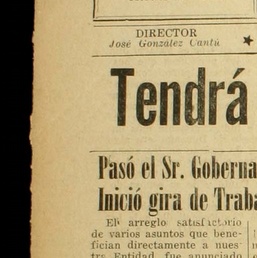 DIRECTOR
José González Cantú
Tendrá
Pasó el Sr. Goberna
Inició gira de Traba
El arreglo satisfactorio
de varios asuntos que bene-
fician directamente a nues-
tra Entidad, fue anunciado